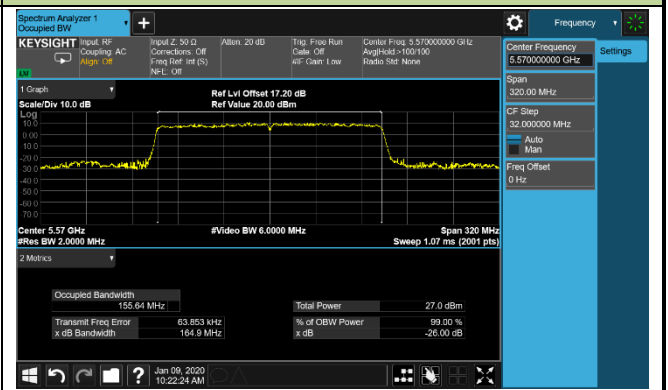 Spectrum Analyzer 1
Occupied BW
Frequency
KEYSIGHT
Input: RF
Coupling: AC
Align: Off
Input Z: 50 Ω
Corrections: Off
Freq Ref: Int (S)
NFE: Off
Atten: 20 dB
Trig: Free Run
Gate: Off
#IF Gain: Low
Center Freq: 5.570000000 GHz
Avg|Hold:>100/100
Radio Std: None
LXI
Center Frequency
5.570000000 GHz
Settings
Span
320.00 MHz
CF Step
32.000000 MHz
Auto
Man
Freq Offset
0 Hz
1 Graph
Scale/Div 10.0 dB
Ref Lvl Offset 17.20 dB
Ref Value 20.00 dBm
Log
10.0
0.00
-10.0
-20.0
-30.0
-40.0
-50.0
-60.0
-70.0
Center 5.57 GHz
#Res BW 2.0000 MHz
#Video BW 6.0000 MHz
Span 320 MHz
Sweep 1.07 ms (2001 pts)
2 Metrics
Occupied Bandwidth
155.64 MHz
Total Power 27.0 dBm
Transmit Freq Error 63.853 kHz
% of OBW Power 99.00 %
x dB Bandwidth 164.9 MHz
x dB -26.00 dB
?
Jan 09, 2020
10:22:24 AM